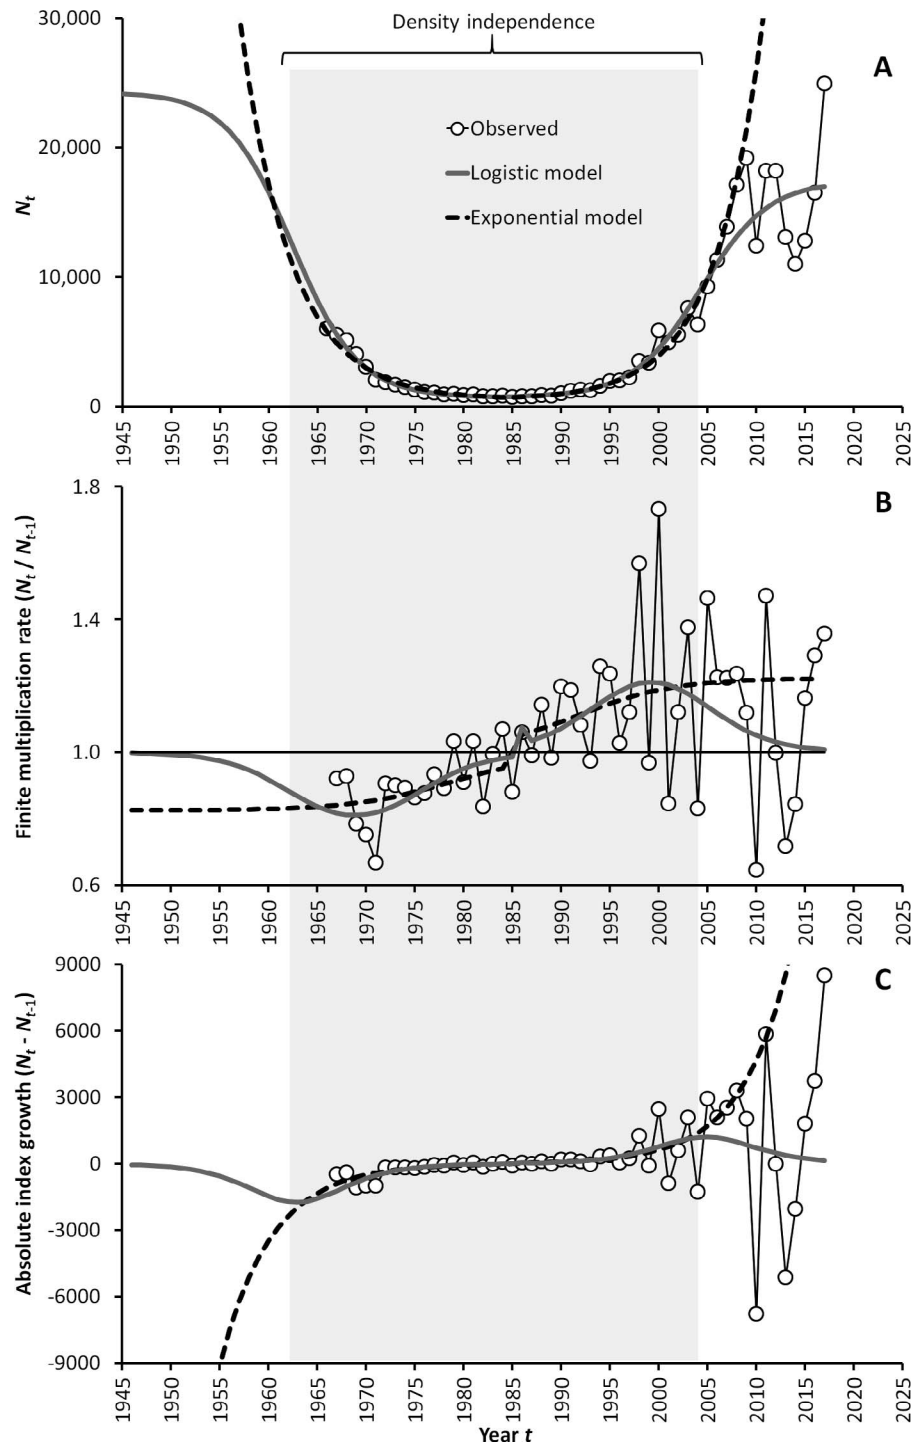 Density independence
A
30,000
20,000
10,000
0
Nt
Observed
Logistic model
Exponential model
1945 1950 1955 1960 1965 1970 1975 1980 1985 1990 1995 2000 2005 2010 2015 2020 2025
B
1.8
1.4
1.0
0.6
Finite multiplication rate (Nt / Nt-1)
1945 1950 1955 1960 1965 1970 1975 1980 1985 1990 1995 2000 2005 2010 2015 2020 2025
C
9000
6000
3000
0
-3000
-6000
-9000
Absolute index growth (Nt - Nt-1)
1945 1950 1955 1960 1965 1970 1975 1980 1985 1990 1995 2000 2005 2010 2015 2020 2025
Year t